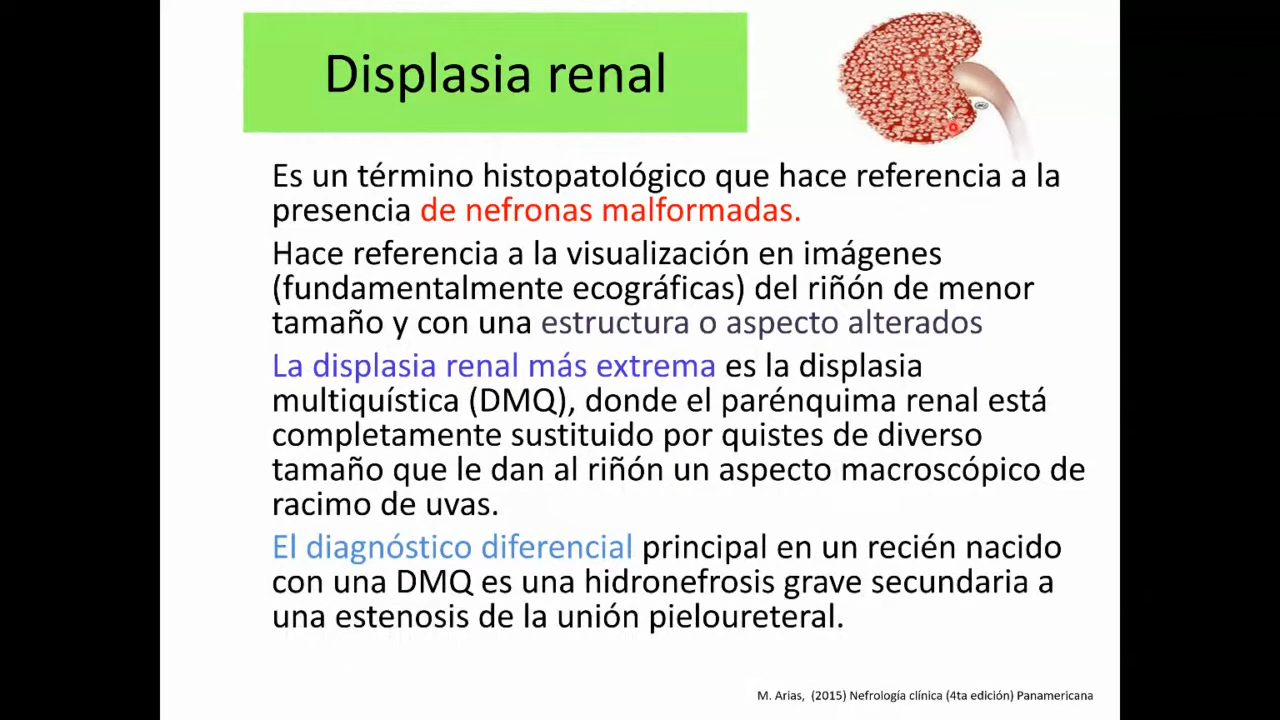 Displasia renal
Es un término histopatológico que hace referencia a la
presencia de nefronas malformadas.
Hace referencia a la visualización en imágenes
(fundamentalmente ecográficas) del riñón de menor
tamaño y con una estructura o aspecto alterados
La displasia renal más extrema es la displasia
multiquística (DMQ), donde el parénquima renal está
completamente sustituido por quistes de diverso
tamaño que le dan al riñón un aspecto macroscópico de
racimo de uvas.
El diagnóstico diferencial principal en un recién nacido
con una DMQ es una hidronefrosis grave secundaria a
una estenosis de la unión pieloureteral.
M. Arias, (2015) Nefrología clínica (4ta edición) Panamericana